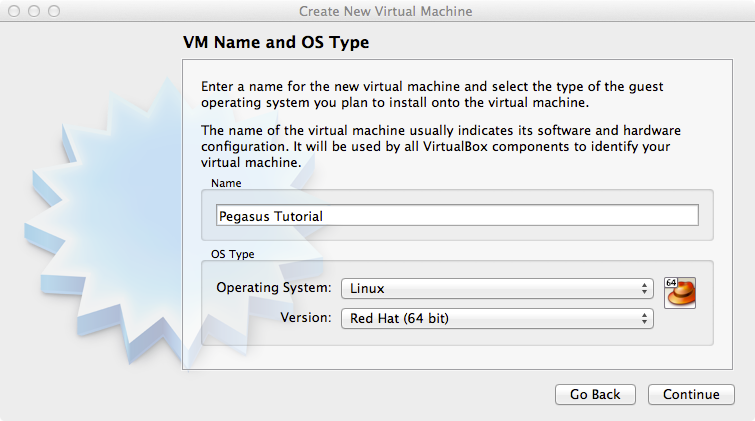 Create New Virtual Machine
VM Name and OS Type
Enter a name for the new virtual machine and select the type of the guest
operating system you plan to install onto the virtual machine.
The name of the virtual machine usually indicates its software and hardware
configuration. It will be used by all VirtualBox components to identify your
virtual machine.
Name
Pegasus Tutorial
OS Type
Operating System: Linux
64
Version: Red Hat (64 bit)
Go Back Continue